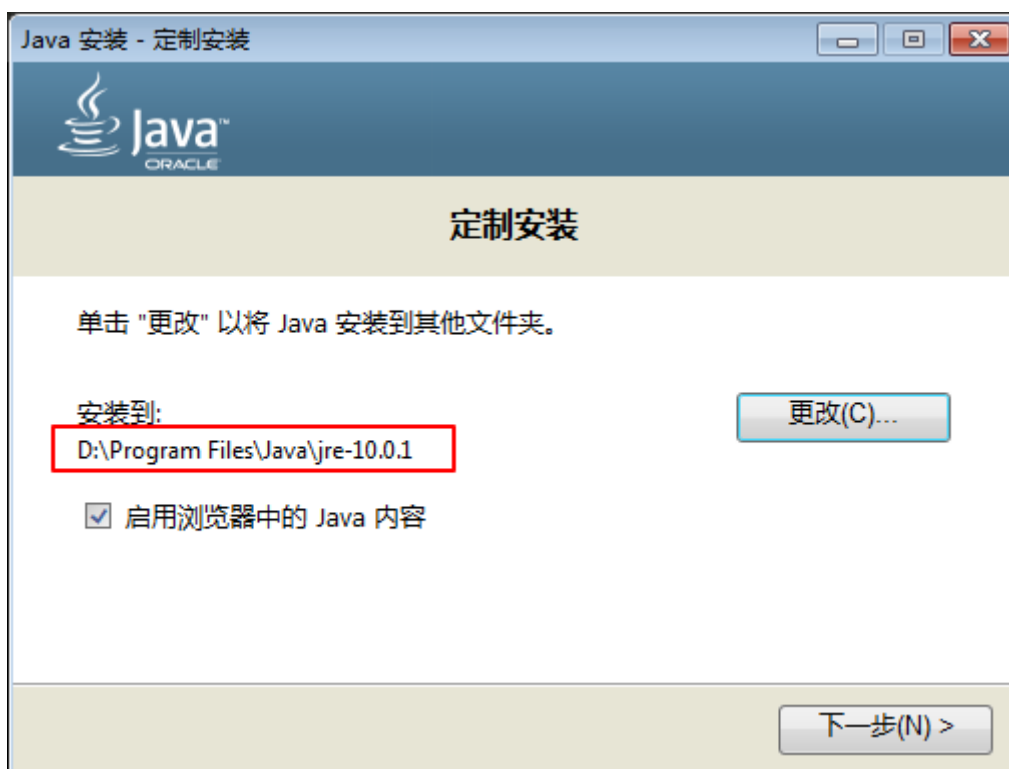 Java 安装 - 定制安装
Java™
ORACLE
定制安装
单击 "更改" 以将 Java 安装到其他文件夹。
安装到:
更改(C)...
D:\Program Files\Java\jre-10.0.1
启用浏览器中的 Java 内容
下一步(N) >